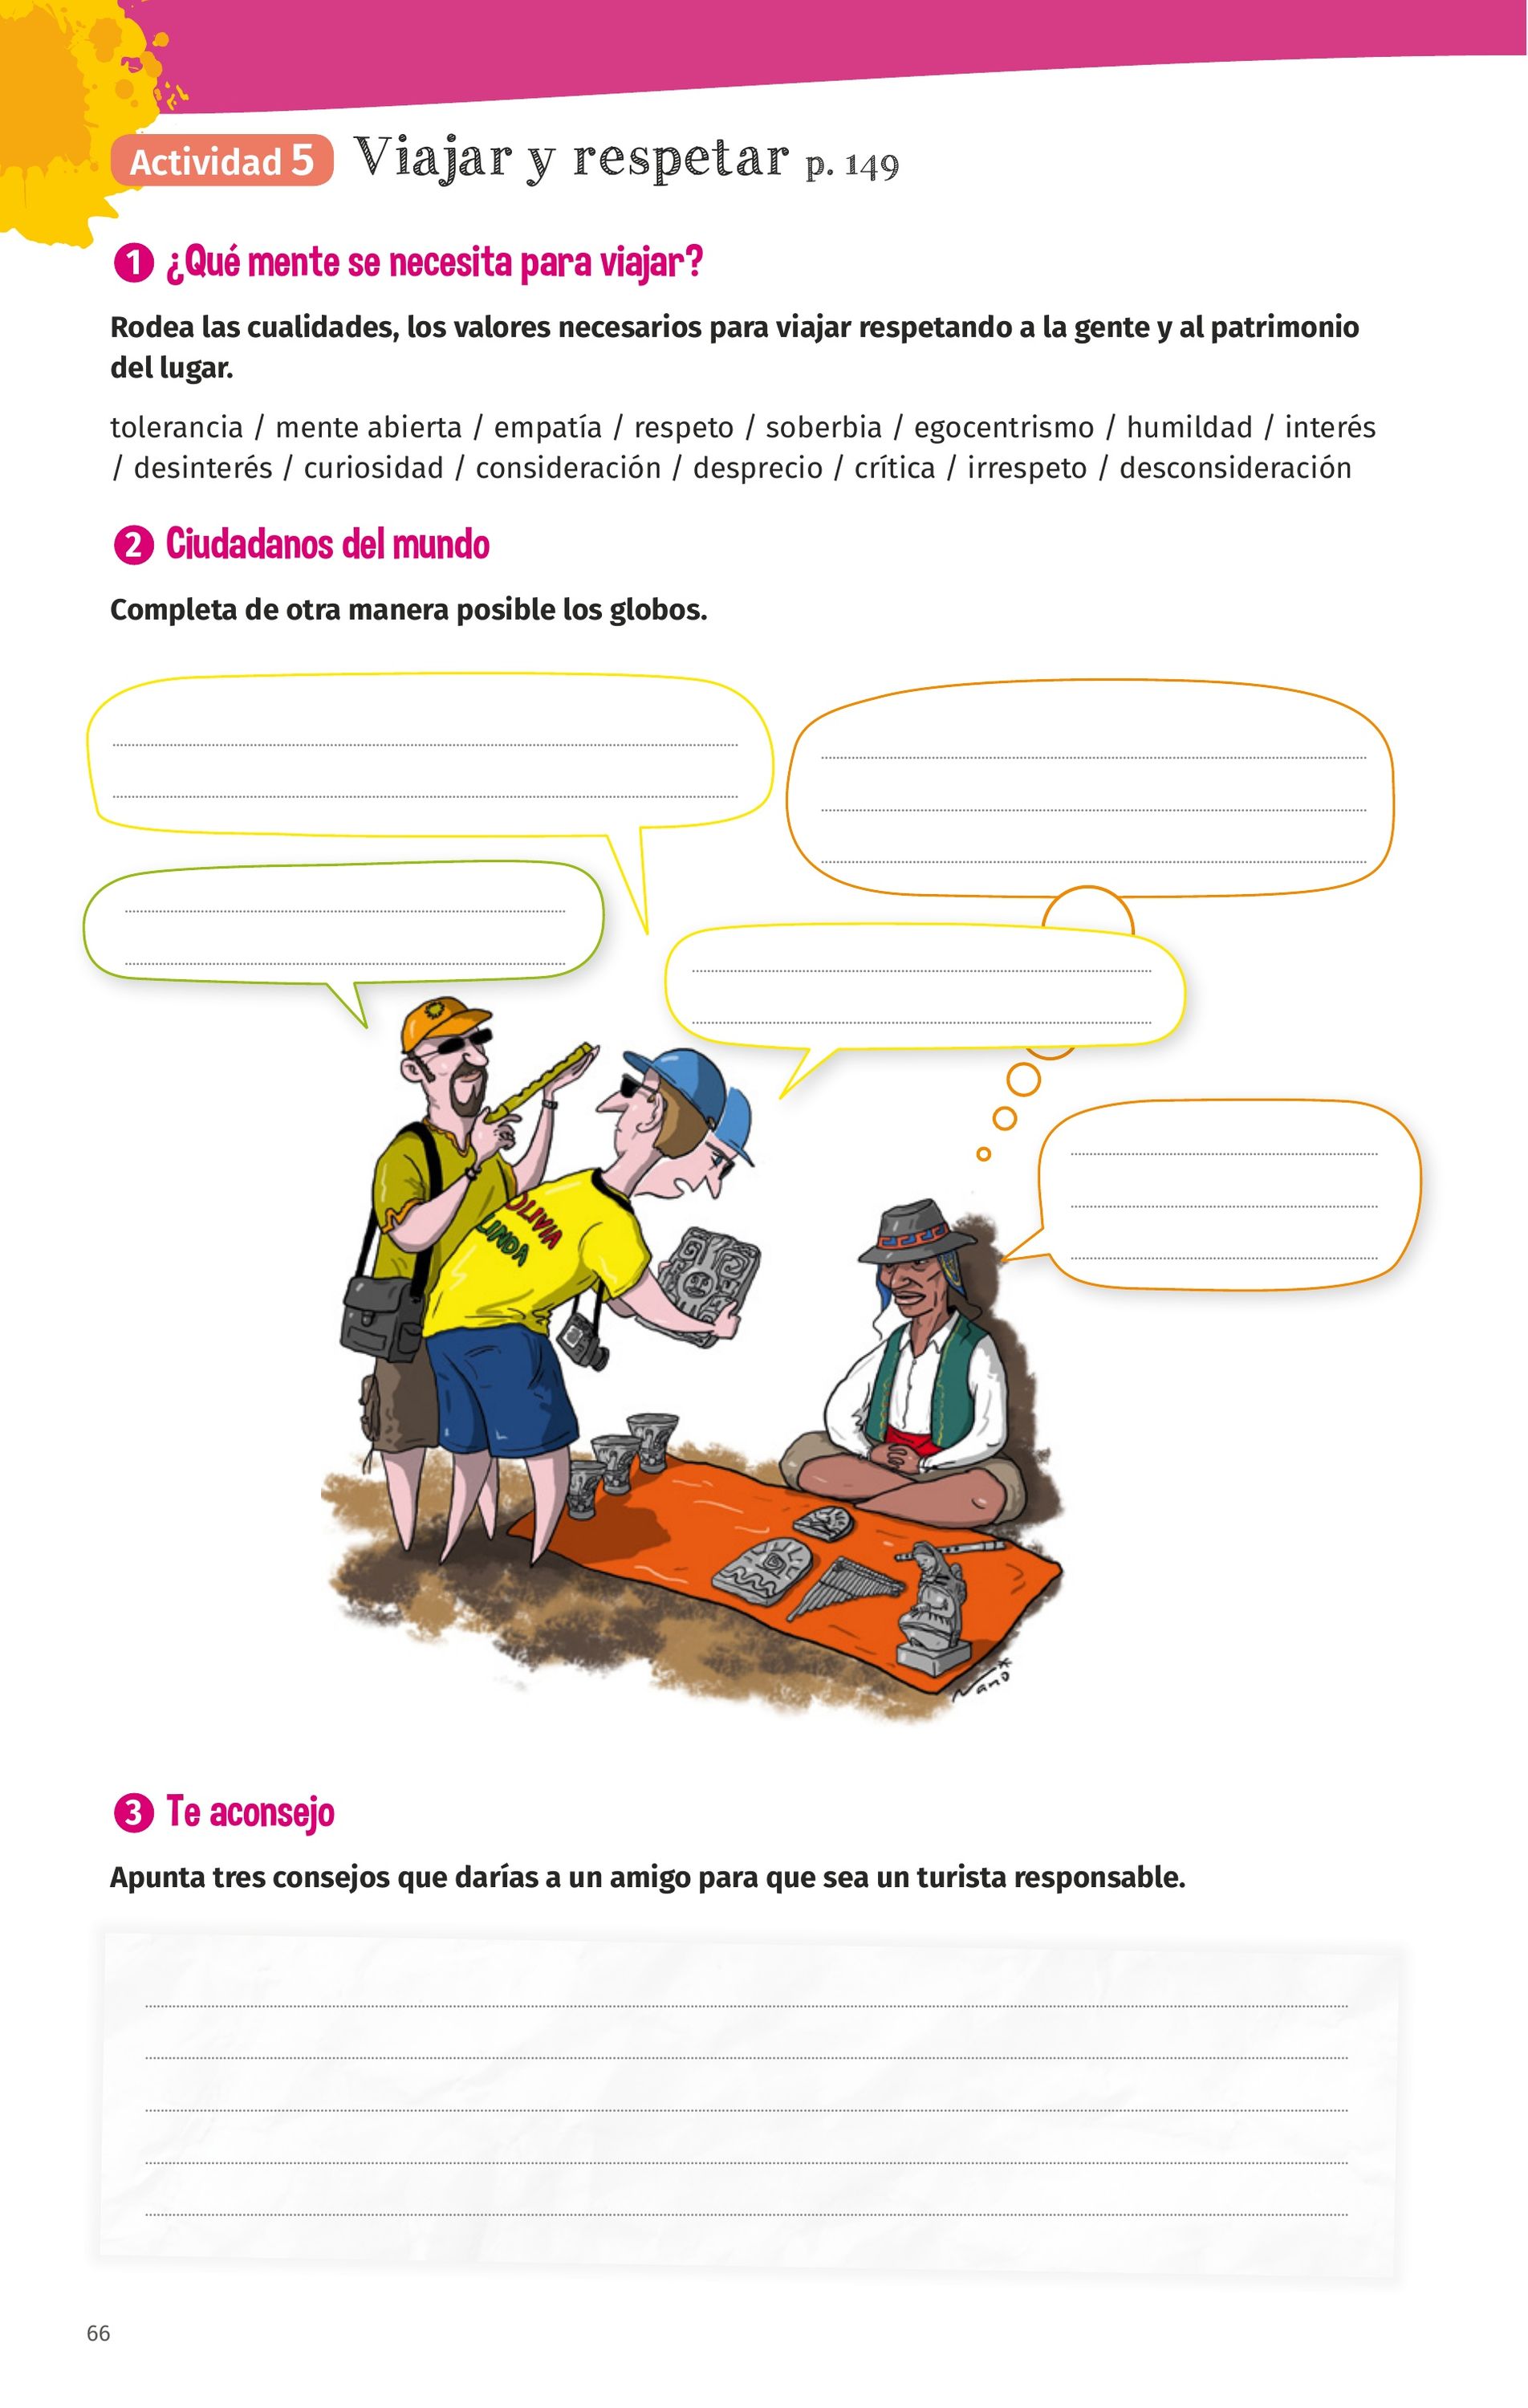 Actividad 5 Viajar y respetar p. 149
1 ¿Qué mente se necesita para viajar?
Rodea las cualidades, los valores necesarios para viajar respetando a la gente y al patrimonio
del lugar.
tolerancia / mente abierta / empatía / respeto / soberbia / egocentrismo / humildad / interés
/ desinterés / curiosidad / consideración / desprecio / crítica / irrespeto / desconsideración
2 Ciudadanos del mundo
Completa de otra manera posible los globos.
OLIVIA
LINDA
Nano
3 Te aconsejo
Apunta tres consejos que darías a un amigo para que sea un turista responsable.
66